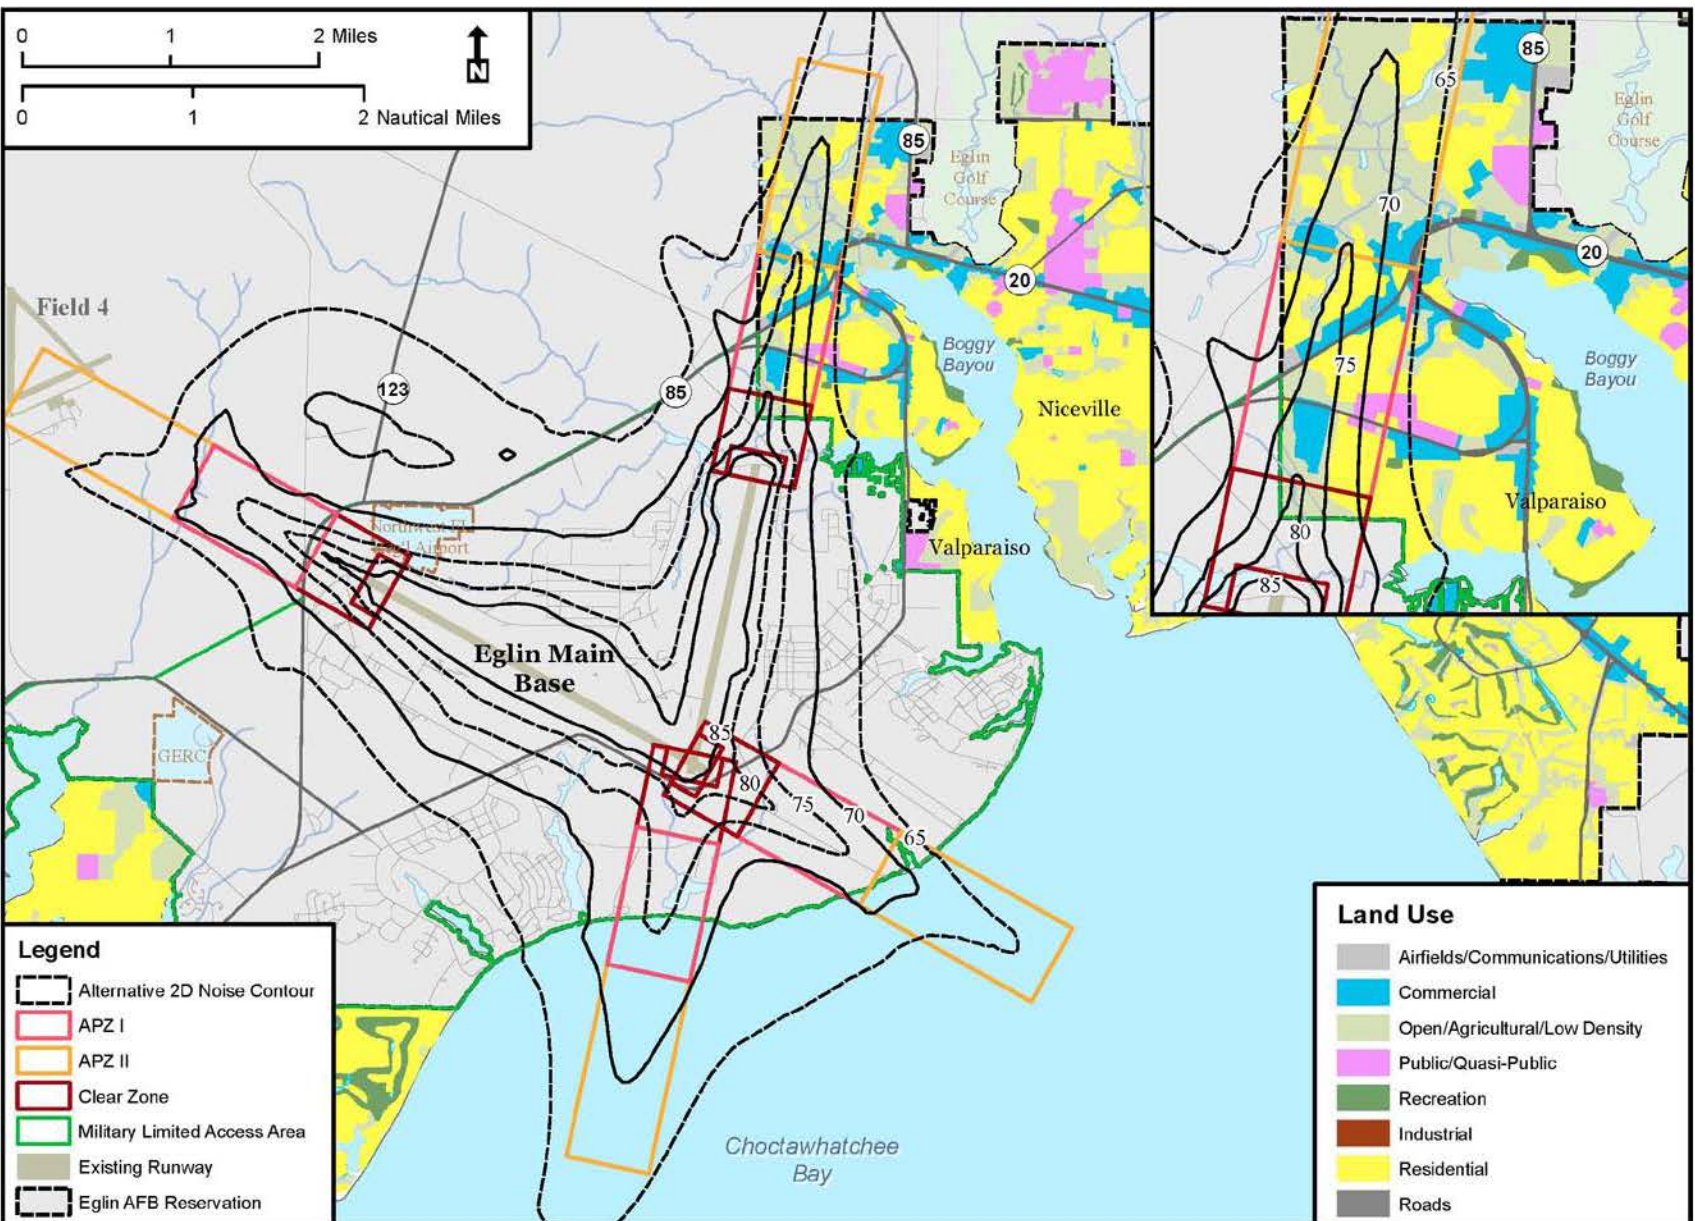 0 1 2 Miles
N
0 1 2 Nautical Miles
85
Eglin
Golf
Course
20
Field 4
123
85
Boggy
Bayou
Niceville
Valparaiso
Eglin Main
Base
GERC
85
80
75
70
65
Choctawhatchee
Bay
85
65
Eglin
Golf
Course
70
20
75
Boggy
Bayou
Valparaiso
80
85
Legend
Alternative 2D Noise Contour
APZ I
APZ II
Clear Zone
Military Limited Access Area
Existing Runway
Eglin AFB Reservation
Land Use
Airfields/Communications/Utilities
Commercial
Open/Agricultural/Low Density
Public/Quasi-Public
Recreation
Industrial
Residential
Roads